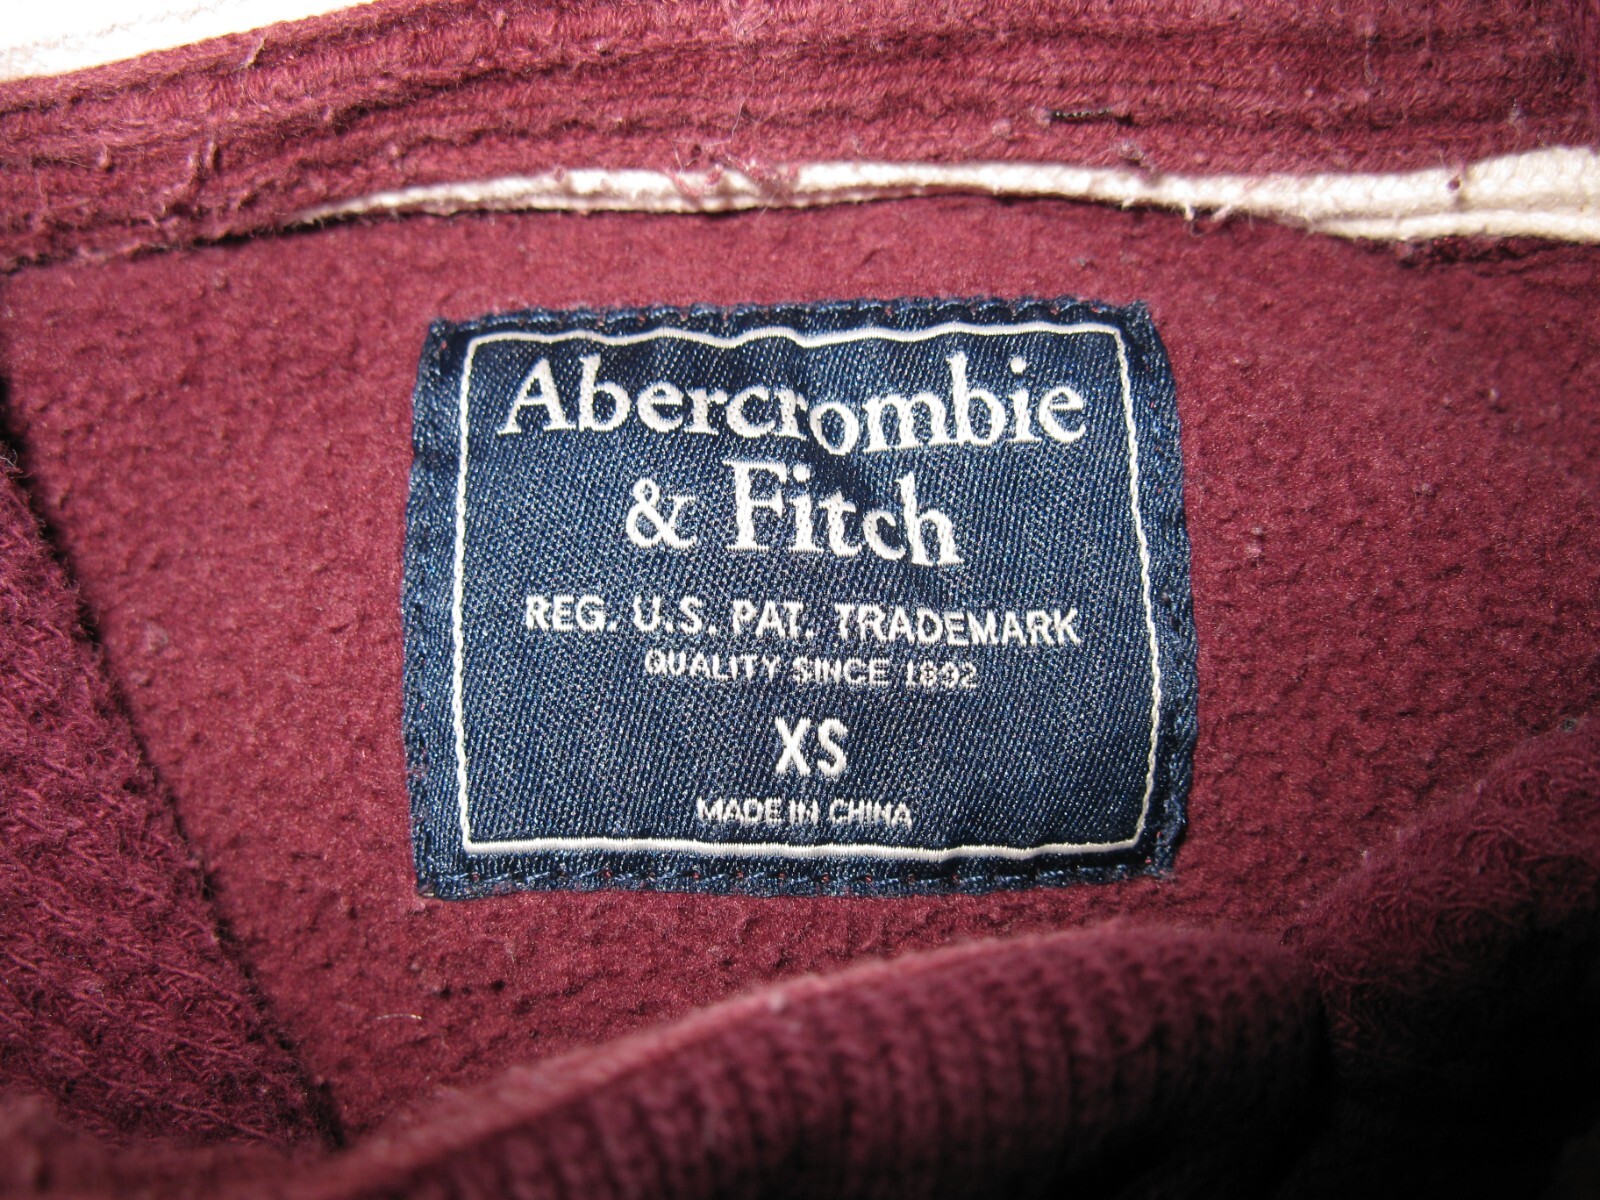 Abercrombie
& Fitch
REG. U.S. PAT. TRADEMARK
QUALITY SINCE 1892
XS
MADE IN CHINA